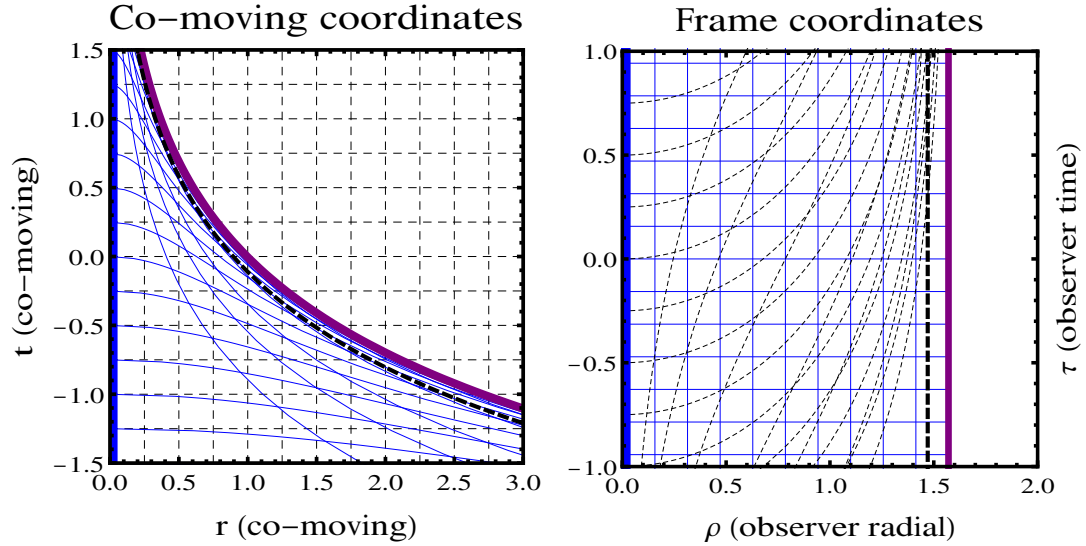 Co−moving coordinates
t (co−moving)
1.5
1.0
0.5
0.0
−0.5
−1.0
−1.5
0.0 0.5 1.0 1.5 2.0 2.5 3.0
r (co−moving)
Frame coordinates
1.0
0.5
0.0
−0.5
−1.0
0.0 0.5 1.0 1.5 2.0
ρ (observer radial)
τ (observer time)